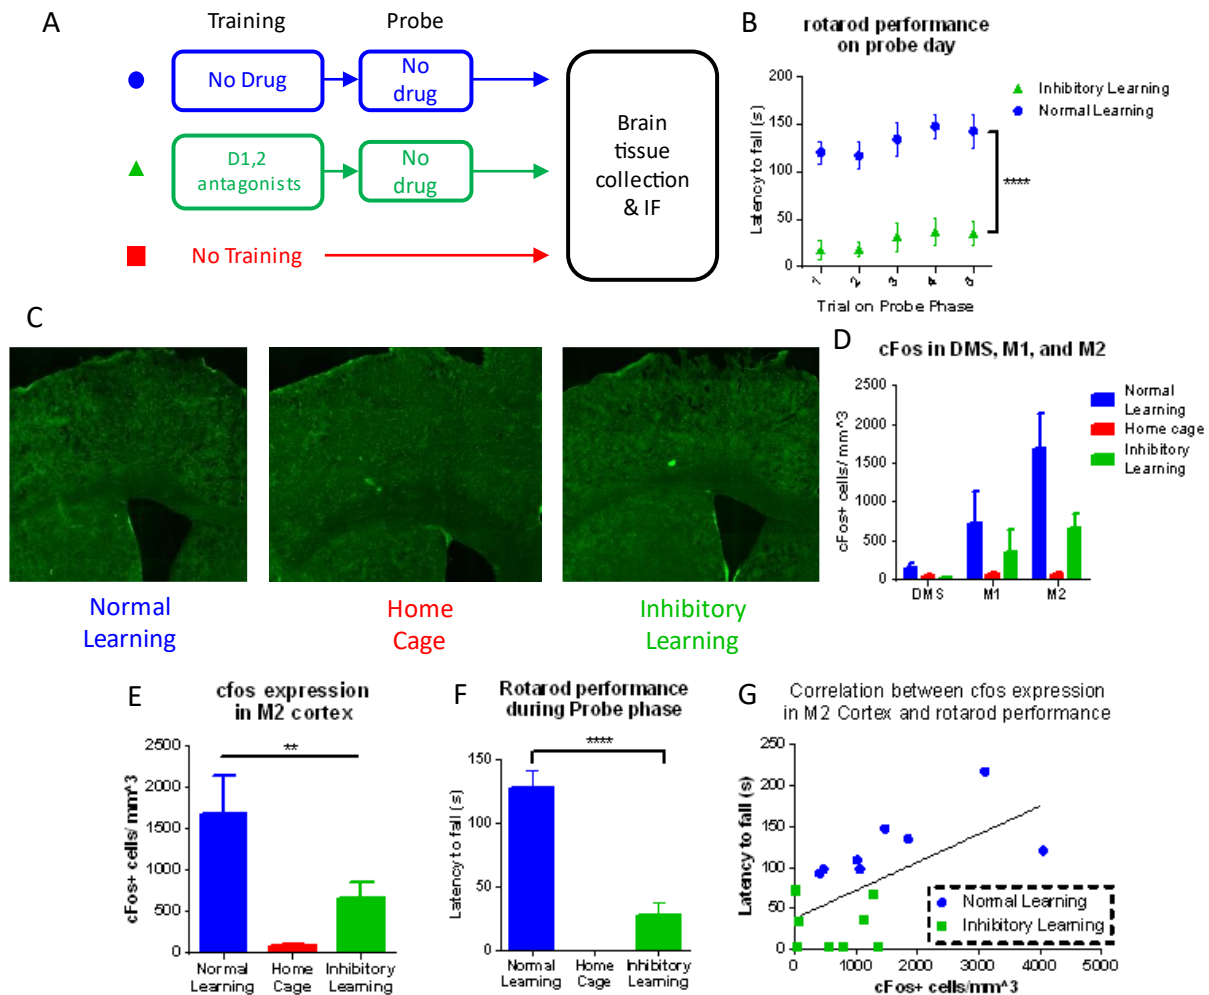 A
Training
Probe
No Drug
No
drug
D1,2
antagonists
No
drug
No Training
Brain
tissue
collection
& IF
B
rotarod performance
on probe day
Latency to fall (s)
200
150
100
50
0
1
2
3
4
5
Trial on Probe Phase
Inhibitory Learning
Normal Learning
****
C
Normal
Learning
Home
Cage
Inhibitory
Learning
D
cFos in DMS, M1, and M2
cFos+ cells/ mm^3
2500
2000
1500
1000
500
0
DMS
M1
M2
Normal
Learning
Home cage
Inhibitory
Learning
E
cfos expression
in M2 cortex
cFos+ cells/ mm^3
2500
2000
1500
1000
500
0
**
Normal
Learning
Home
Cage
Inhibitory
Learning
F
Rotarod performance
during Probe phase
Latency to fall (s)
150
100
50
0
****
Normal
Learning
Home
Cage
Inhibitory
Learning
G
Correlation between cfos expression
in M2 Cortex and rotarod performance
Latency to fall (s)
250
200
150
100
50
0
0
1000
2000
3000
4000
5000
cFos+ cells/mm^3
Normal Learning
Inhibitory Learning